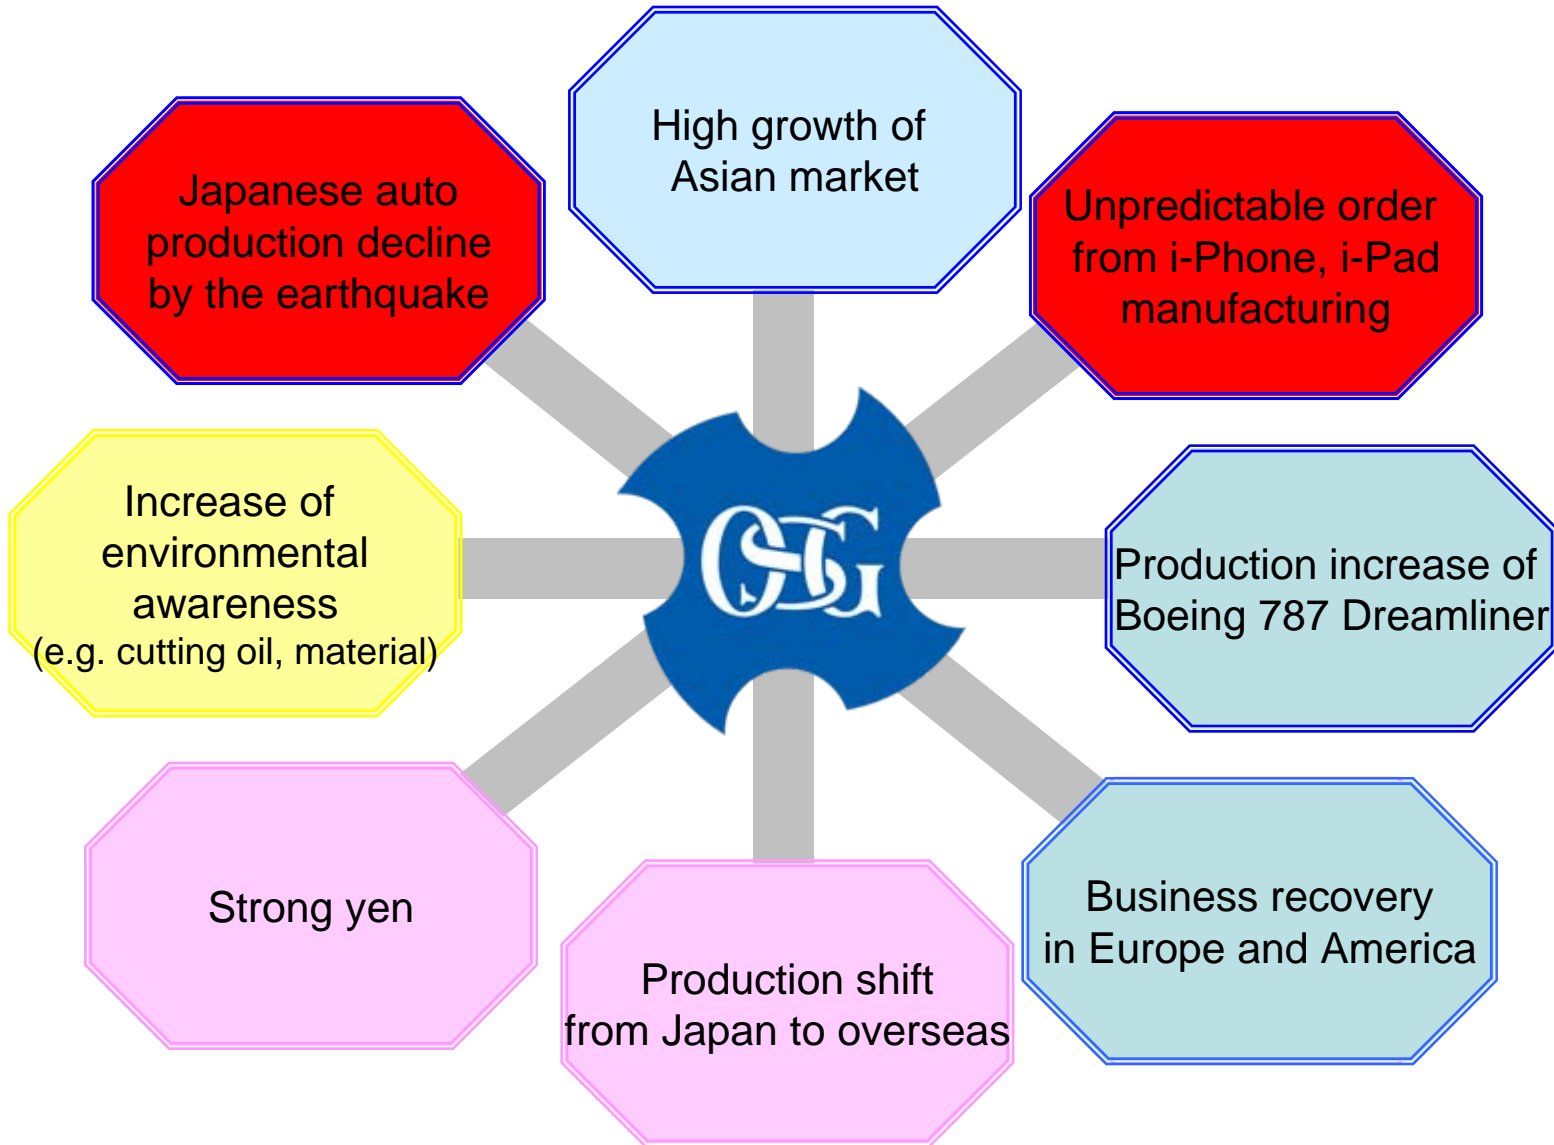 High growth of
Asian market
Japanese auto
production decline
by the earthquake
Unpredictable order
from i-Phone, i-Pad
manufacturing
Increase of
environmental
awareness
(e.g. cutting oil, material)
OSG
Production increase of
Boeing 787 Dreamliner
Strong yen
Business recovery
in Europe and America
Production shift
from Japan to overseas